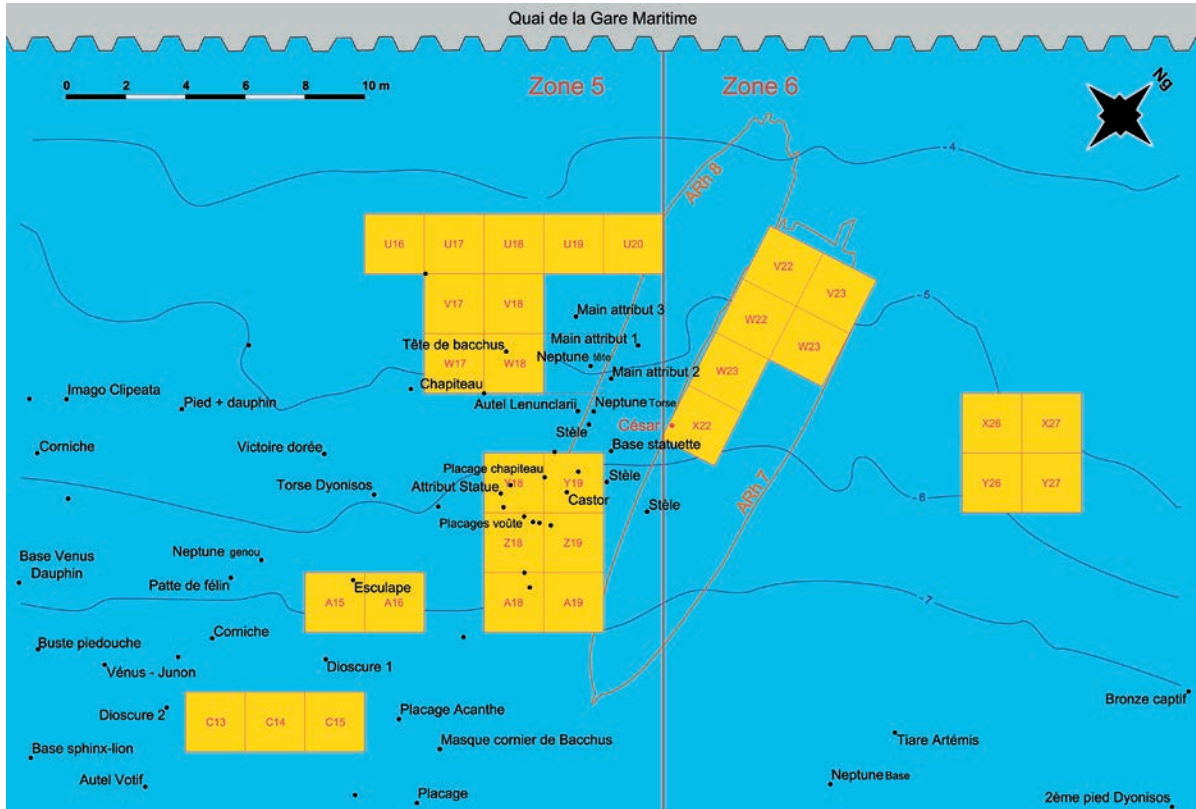 Quai de la Gare Maritime
0 2 4 6 8 10 m
Zone 5
Zone 6
Ng
-4
ARh 8
U16 U17 U18 U19 U20
V17 V18
V22
V23
-5
Main attribut 3
Main attribut 1
W22
W23
Tête de bacchus
W17 W18
Neptune tête
Main attribut 2
W23
Chapiteau
Imago Clipeata
Pied + dauphin
Autel Lenunclarii
Neptune Torse
César
X22
Stèle
X26 X27
Corniche
Victoire dorée
Base statuette
Placage chapiteau
Y18 Y19
Stèle
Torse Dyonisos
Attribut Statue
Castor
Y26 Y27
-6
ARh 7
Stèle
Placages voûte
Z18 Z19
Base Venus
Dauphin
Neptune genou
Patte de félin
Esculape
A15 A16
A18 A19
-7
Corniche
Buste piedouche
Vénus - Junon
Dioscure 1
Bronze captif
Dioscure 2
C13 C14 C15
Placage Acanthe
Tiare Artémis
Masque cornier de Bacchus
Base sphinx-lion
Autel Votif
Neptune Base
Placage
2ème pied Dyonisos